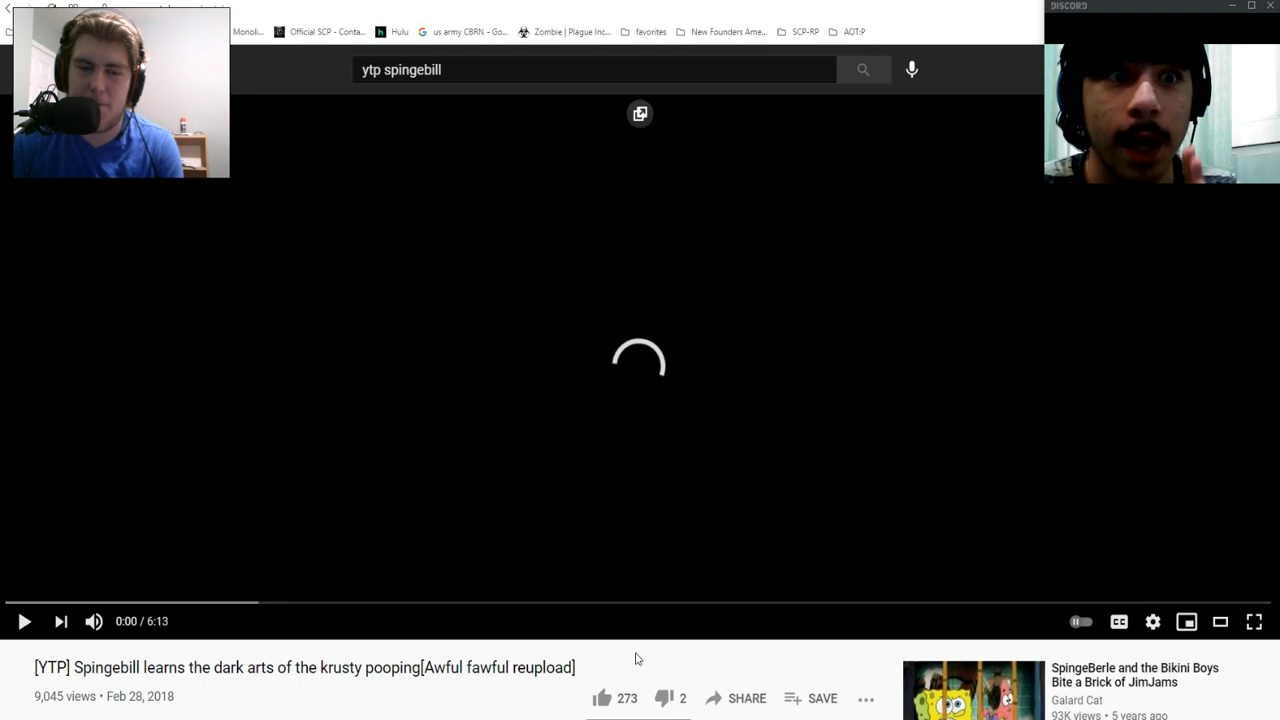 DISCORD
Monoli...
Official SCP - Conta...
Hulu
us army CBRN - Go...
Zombie | Plague Inc...
favorites
New Founders Ame...
SCP-RP
AOT:P
ytp spingebill
0:00 / 6:13
CC
[YTP] Spingebill learns the dark arts of the krusty pooping[Awful fawful reupload]
9,045 views • Feb 28, 2018
273
2
SHARE
SAVE
SpingeBerle and the Bikini Boys
Bite a Brick of JimJams
Galard Cat
93K views • 5 years ago